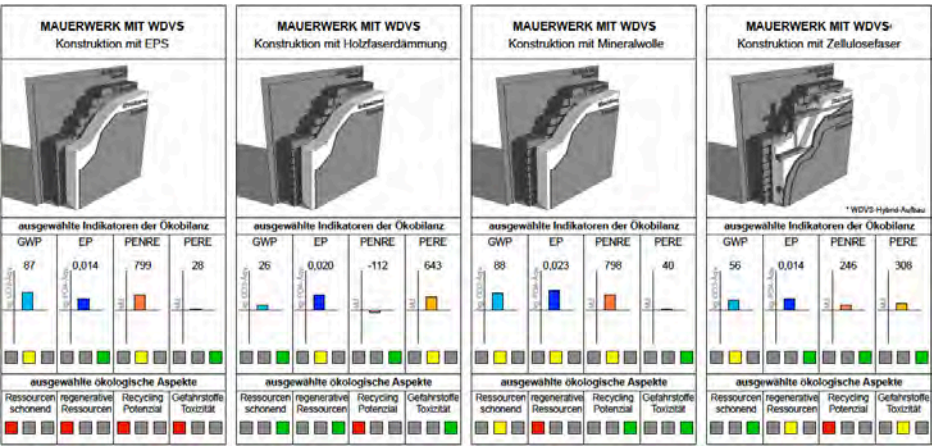 MAUERWERK MIT WDVS
Konstruktion mit EPS
ausgewählte Indikatoren der Ökobilanz
GWP EP PENRE PERE
87 0,014 799 28
ausgewählte ökologische Aspekte
Ressourcen regenerative Recycling Gefahrstoffe
schonend Ressourcen Potenzial Toxizität
MAUERWERK MIT WDVS
Konstruktion mit Holzfaserdämmung
ausgewählte Indikatoren der Ökobilanz
GWP EP PENRE PERE
26 0,020 -112 643
ausgewählte ökologische Aspekte
Ressourcen regenerative Recycling Gefahrstoffe
schonend Ressourcen Potenzial Toxizität
MAUERWERK MIT WDVS
Konstruktion mit Mineralwolle
ausgewählte Indikatoren der Ökobilanz
GWP EP PENRE PERE
88 0,023 798 40
ausgewählte ökologische Aspekte
Ressourcen regenerative Recycling Gefahrstoffe
schonend Ressourcen Potenzial Toxizität
MAUERWERK MIT WDVS*
Konstruktion mit Zellulosefaser
* WDVS-Hybrid-Aufbau
ausgewählte Indikatoren der Ökobilanz
GWP EP PENRE PERE
56 0,014 246 308
ausgewählte ökologische Aspekte
Ressourcen regenerative Recycling Gefahrstoffe
schonend Ressourcen Potenzial Toxizität